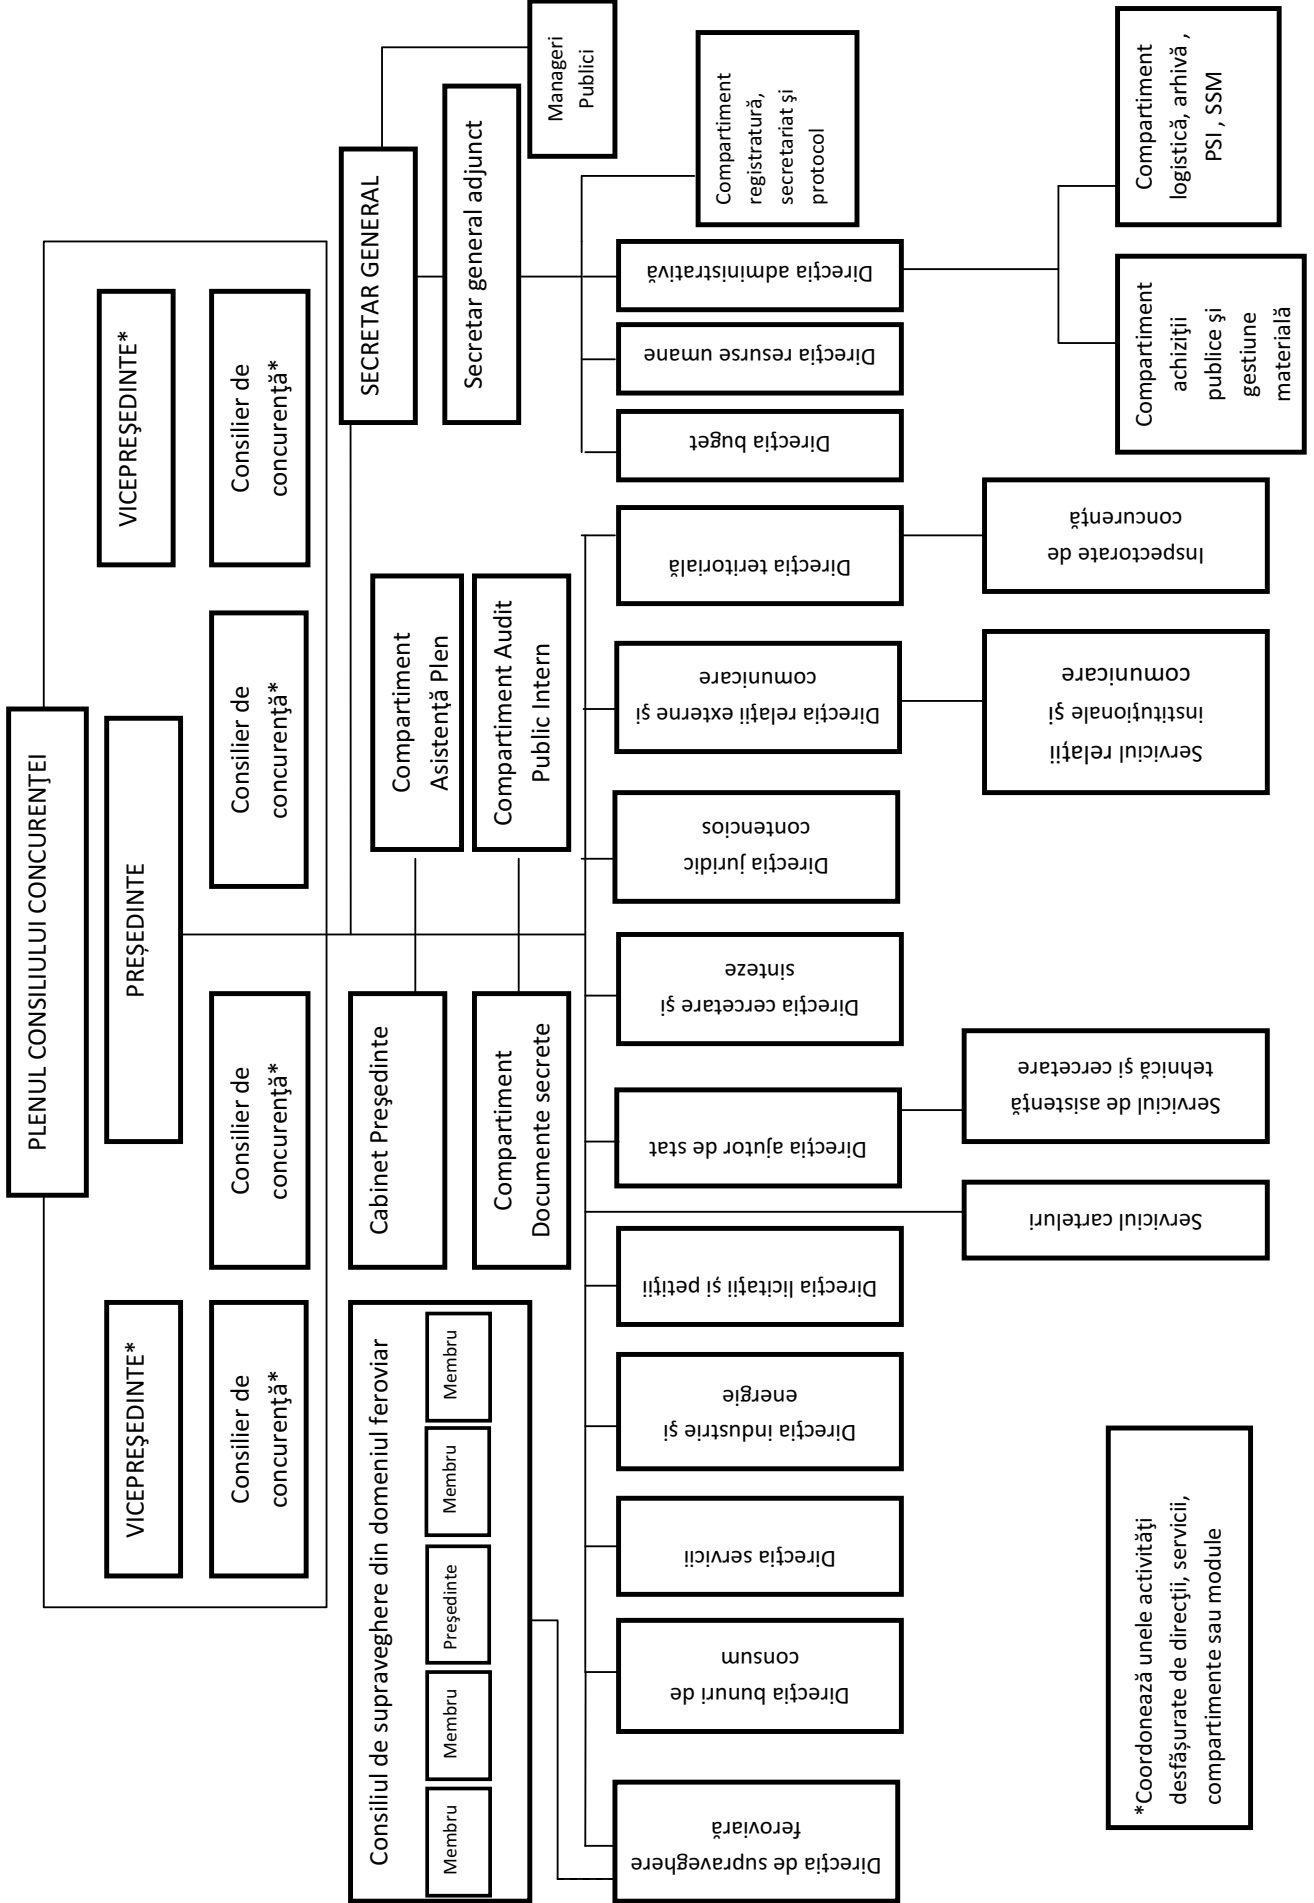 PLENUL CONSILIULUI CONCURENŢEI
VICEPREŞEDINTE*
PREŞEDINTE
VICEPREŞEDINTE*
Consilier de
concurenţă*
Consilier de
concurenţă*
Consilier de
concurenţă*
Consilier de
concurenţă*
SECRETAR GENERAL
Secretar general adjunct
Manageri
Publici
Cabinet Preşedinte
Compartiment
Asistenţă Plen
Compartiment
Documente secrete
Compartiment Audit
Public Intern
Consiliul de supraveghere din domeniul feroviar
Membru
Membru
Preşedinte
Membru
Membru
Direcţia de supraveghere
feroviară
Direcţia bunuri de
consum
Direcţia servicii
Direcţia industrie şi
energie
Direcţia licitaţii şi petiţii
Direcţia ajutor de stat
Direcţia cercetare şi
sinteze
Direcţia juridic
contencios
Direcţia relaţii externe şi
comunicare
Direcţia teritorială
Direcţia buget
Direcţia resurse umane
Direcţia administrativă
Compartiment
registratură,
secretariat şi
protocol
Serviciul carteluri
Serviciul de asistenţă
tehnică şi cercetare
Serviciul relaţii
instituţionale şi
comunicare
Inspectorate de
concurenţă
Compartiment
achiziţii
publice şi
gestiune
materială
Compartiment
logistică, arhivă ,
PSI , SSM
*Coordonează unele activităţi
desfăşurate de direcţii, servicii,
compartimente sau module